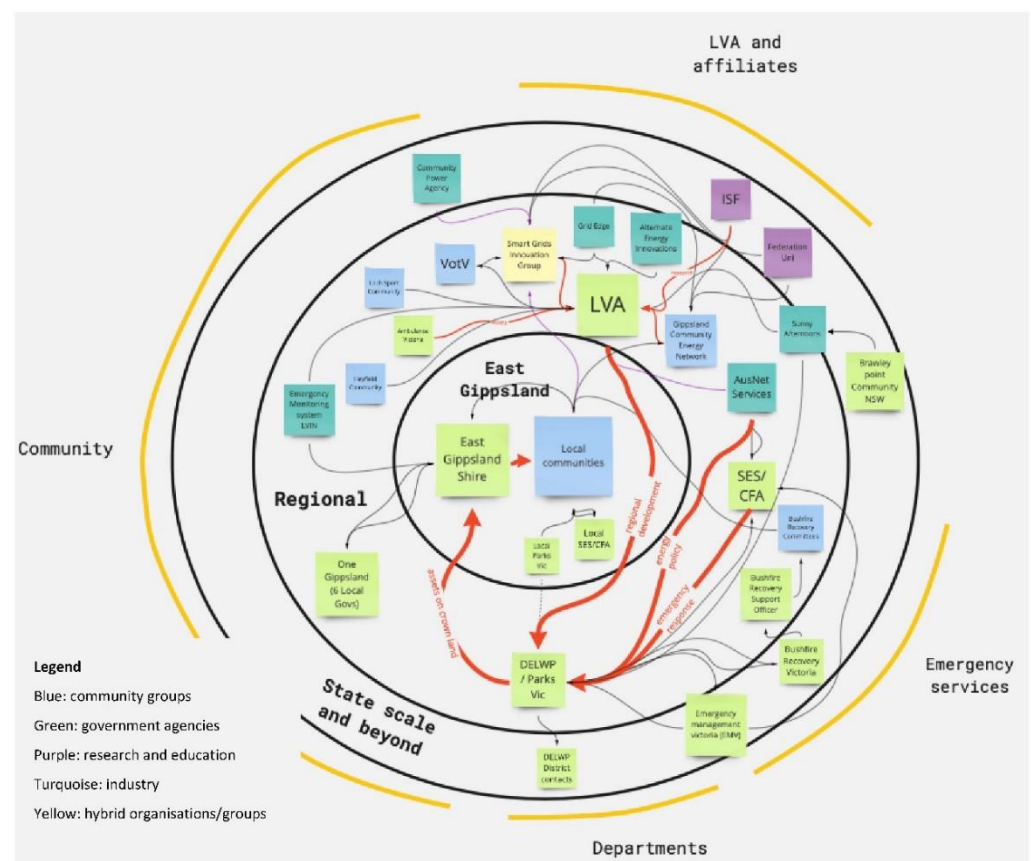 LVA and
affiliates
Community
Power
Agency
ISF
Grid Edge
Alternate
Energy
Innovations
Smart Grids
Innovation
Group
Federation
Uni
VotV
Community
LVA
Ambulance
Victoria
Gippsland
Community
Energy
Network
Sunny
Afternoons
Brawley
point
Community
NSW
East
Gippsland
Heyfield
Community
AusNet
Services
Emergency
Monitoring
system
LVIN
Community
East
Gippsland
Shire
Local
communities
SES/
CFA
Regional
regional
development
energy
policy
Bushfire
Recovery
Committees
Local
SES/CFA
Local
Parks
Vic
One
Gippsland
(6 Local
Govs)
assets on crown land
emergency
response
Bushfire
Recovery
Support
Officer
DELWP
/ Parks
Vic
Bushfire
Recovery
Victoria
Emergency
services
State scale
and beyond
Emergency
management
victoria (EMV)
DELWP
District
contacts
Departments
Legend
Blue: community groups
Green: government agencies
Purple: research and education
Turquoise: industry
Yellow: hybrid organisations/groups